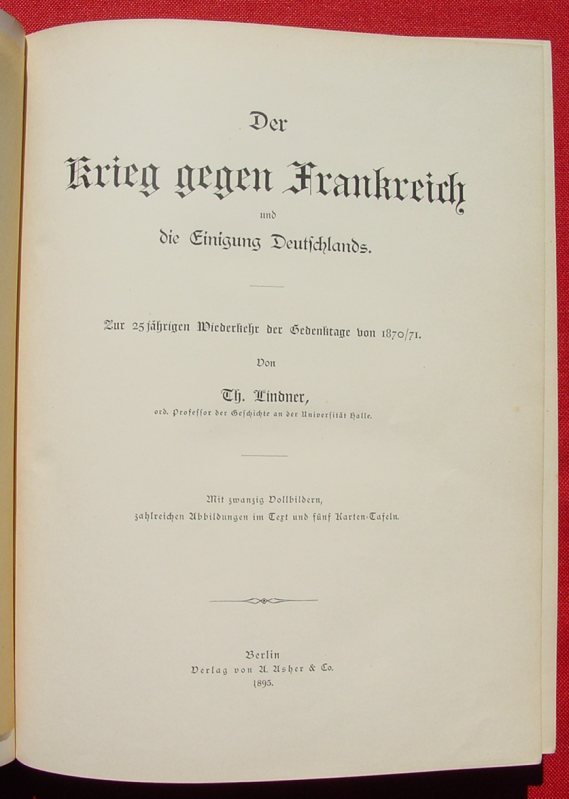 Der
Krieg gegen Frankreich
und
die Einigung Deutschlands.
Zur 25jährigen Wiederkehr der Gedenktage von 1870/71.
Von
Th. Lindner,
ord. Professor der Geschichte an der Universität Halle.
Mit zwanzig Vollbildern,
zahlreichen Abbildungen im Text und fünf Karten-Tafeln.
Berlin
Verlag von A. Asher & Co.
1895.